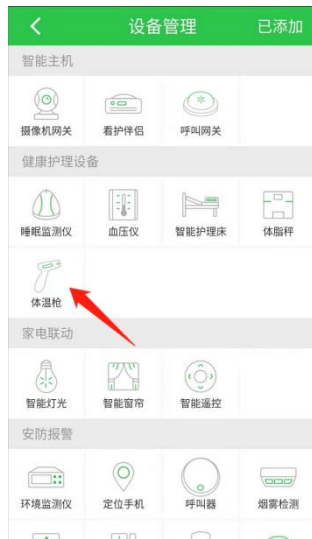 设备管理
已添加
智能主机
摄像机网关
看护伴侣
呼叫网关
健康护理设备
睡眠监测仪
血压仪
智能护理床
体脂秤
体温枪
家电联动
智能灯光
智能窗帘
智能遥控
安防报警
环境监测仪
定位手机
呼叫器
烟雾检测